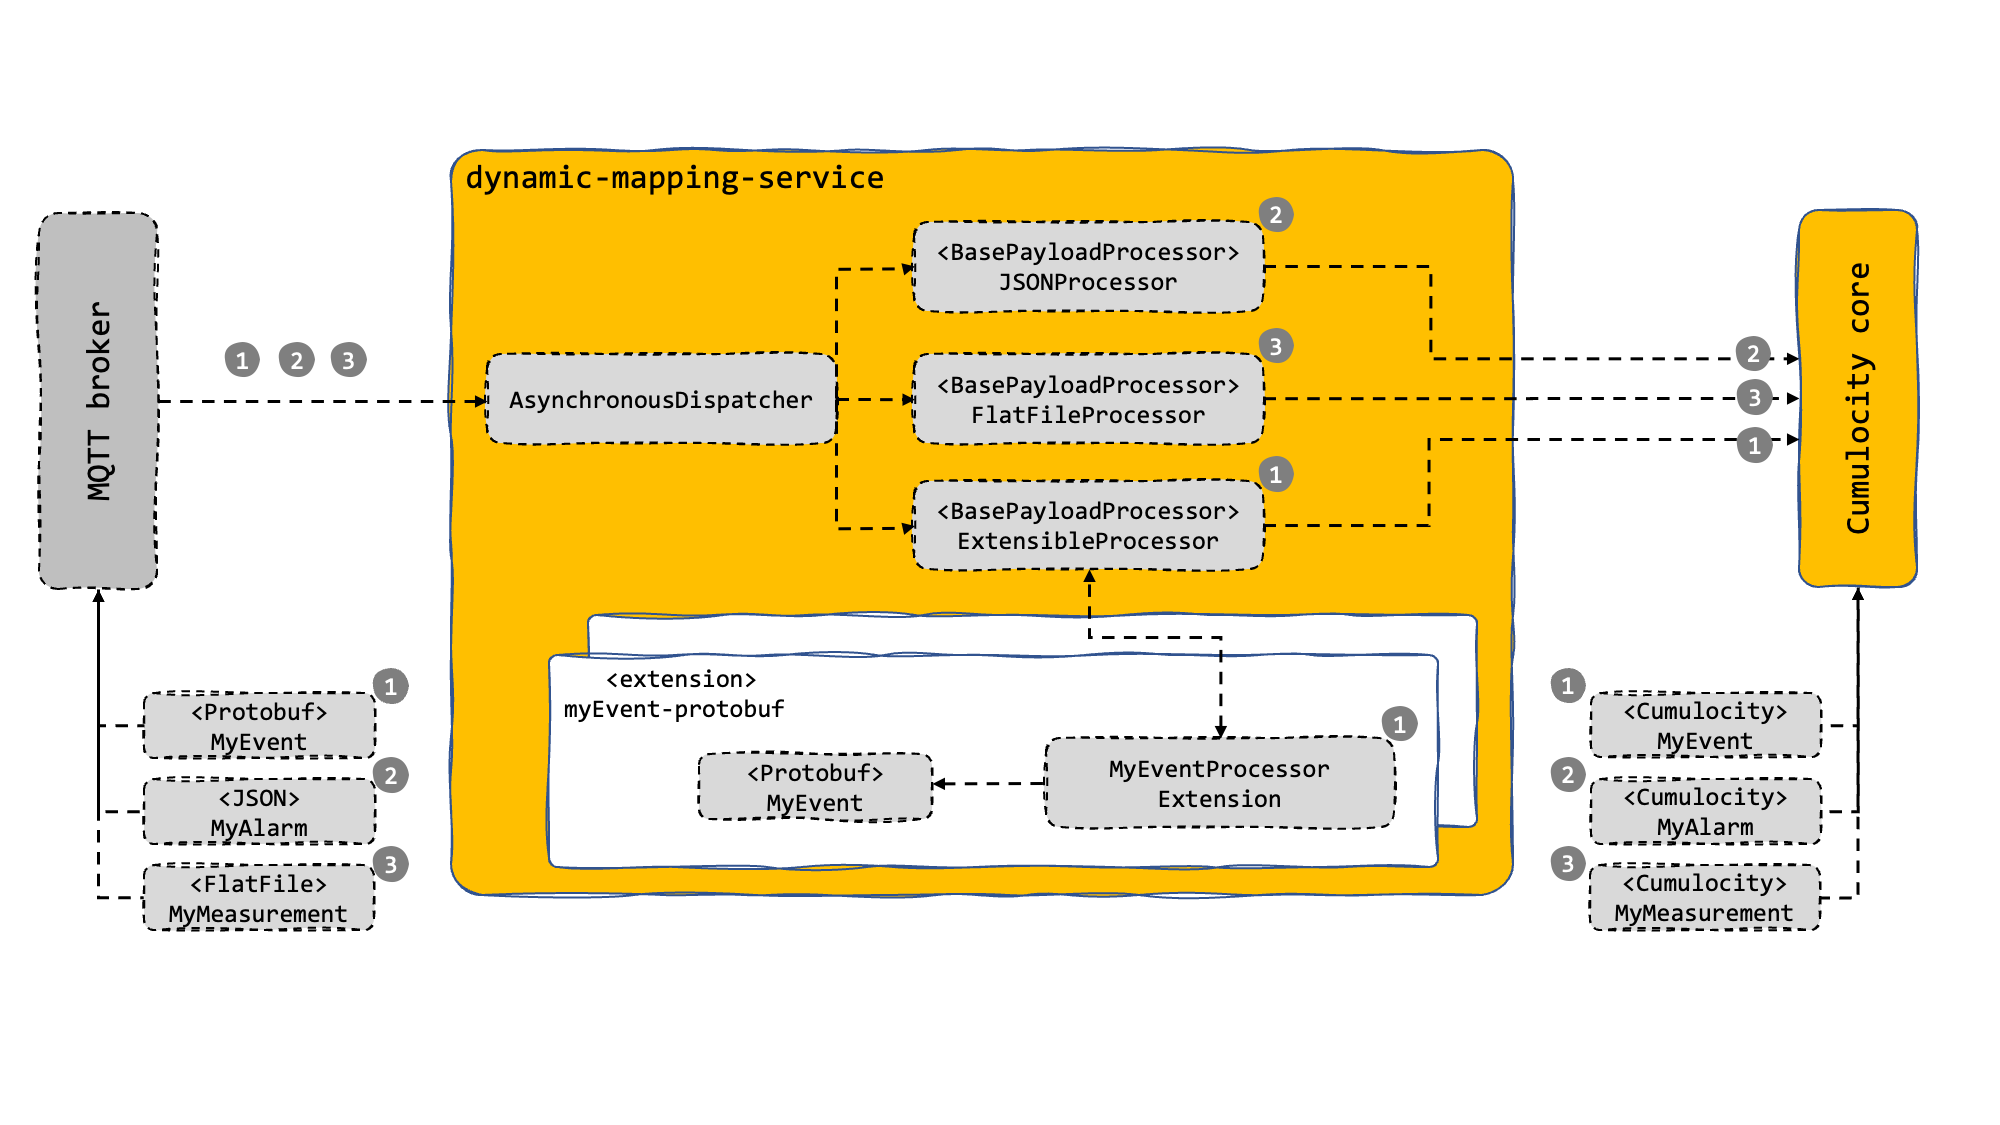 dynamic-mapping-service
MQTT broker
1 2 3
AsynchronousDispatcher
2
<BasePayloadProcessor>
JSONProcessor
3
<BasePayloadProcessor>
FlatFileProcessor
1
<BasePayloadProcessor>
ExtensibleProcessor
2
3
1
Cumulocity core
<extension>
myEvent-protobuf
<Protobuf>
MyEvent
1
MyEventProcessor
Extension
1
<Protobuf>
MyEvent
2
<JSON>
MyAlarm
3
<FlatFile>
MyMeasurement
1
<Cumulocity>
MyEvent
2
<Cumulocity>
MyAlarm
3
<Cumulocity>
MyMeasurement